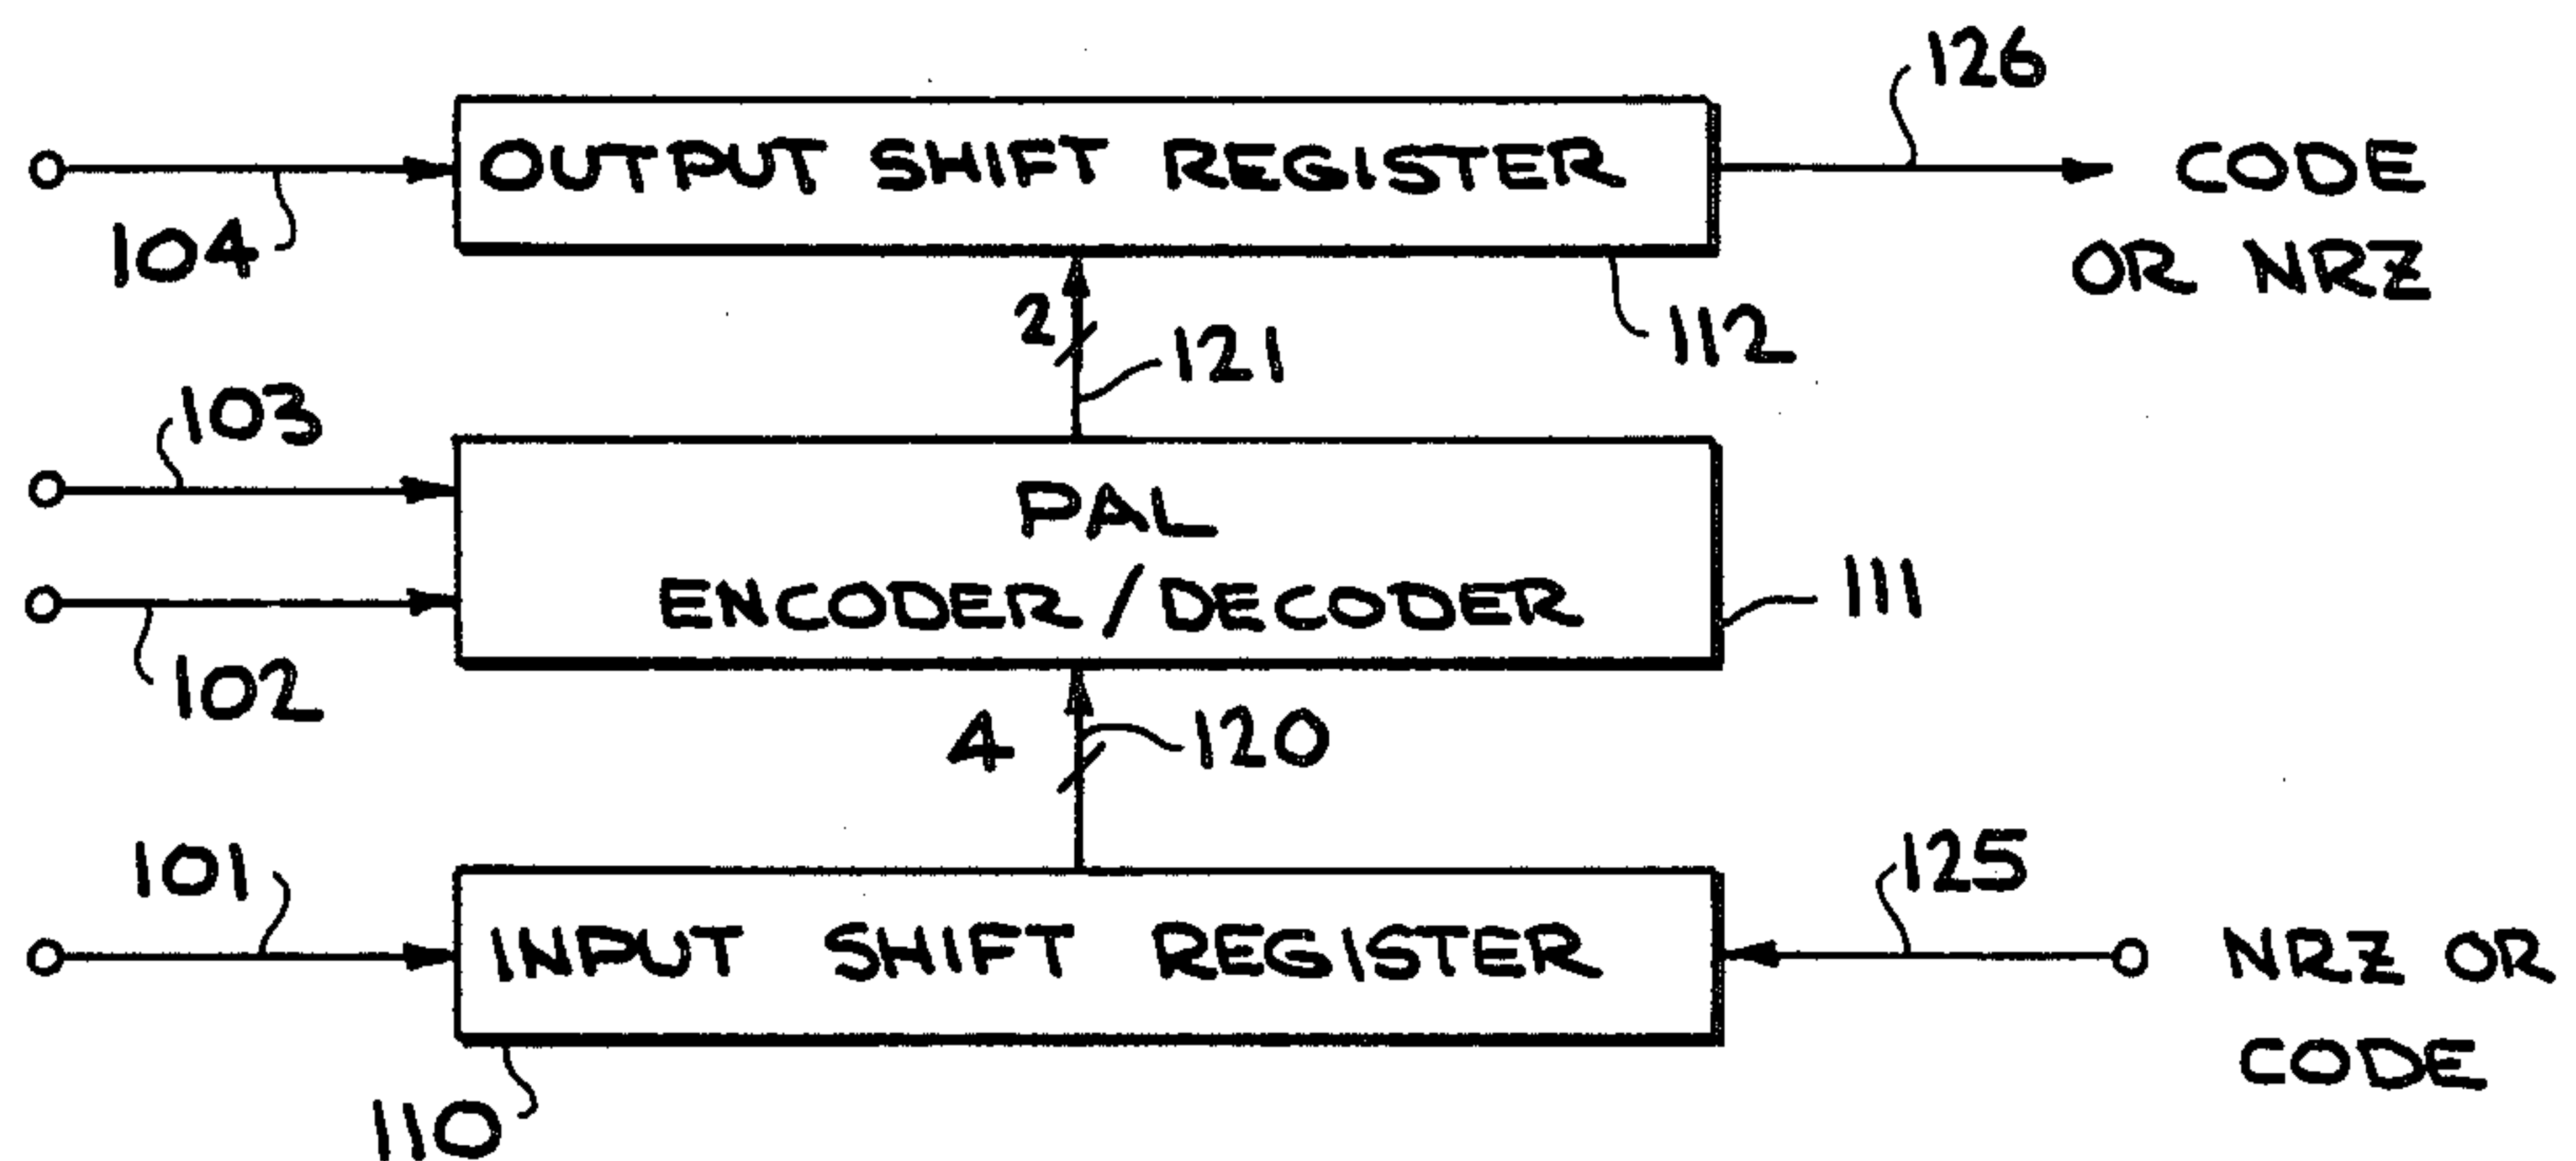 126
OUTPUT SHIFT REGISTER
CODE
OR NRZ
104
2
121
112
103
PAL
ENCODER/DECODER
111
102
4
120
101
125
INPUT SHIFT REGISTER
NRZ OR
CODE
110